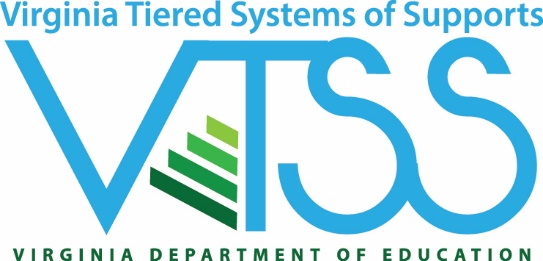 Virginia Tiered Systems of Supports
VTSS
VIRGINIA DEPARTMENT OF EDUCATION